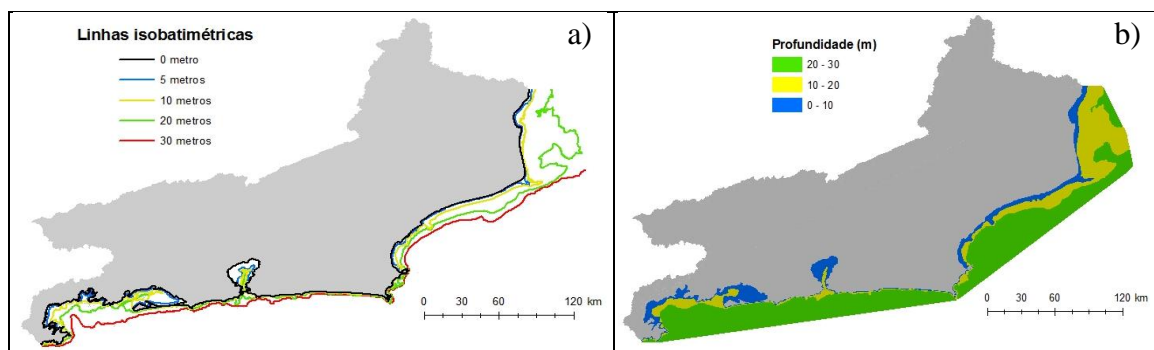 a)
Linhas isobatimétricas
0 metro
5 metros
10 metros
20 metros
30 metros
0 30 60 120 km
b)
Profundidade (m)
20 - 30
10 - 20
0 - 10
0 30 60 120 km